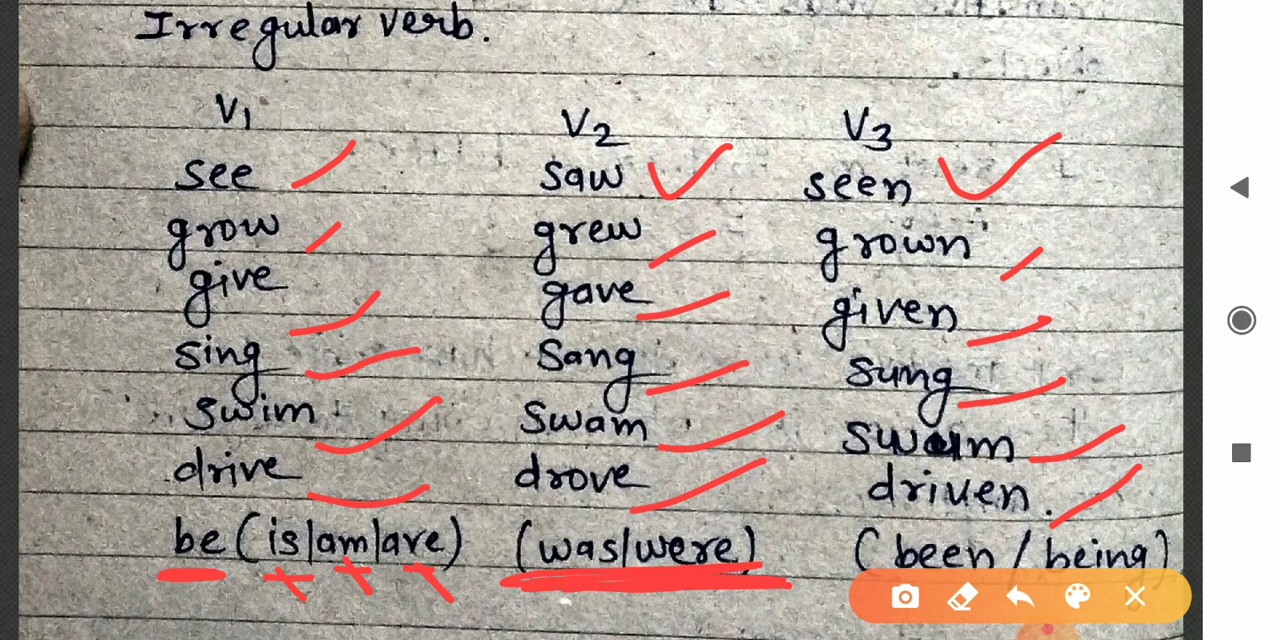 Irregular verb.
V1 V2 V3
see saw seen
grow grew grown
give gave given
sing sang sung
swim swam
drive drove driven.
be (is|am|are) (was|were) (been / being)